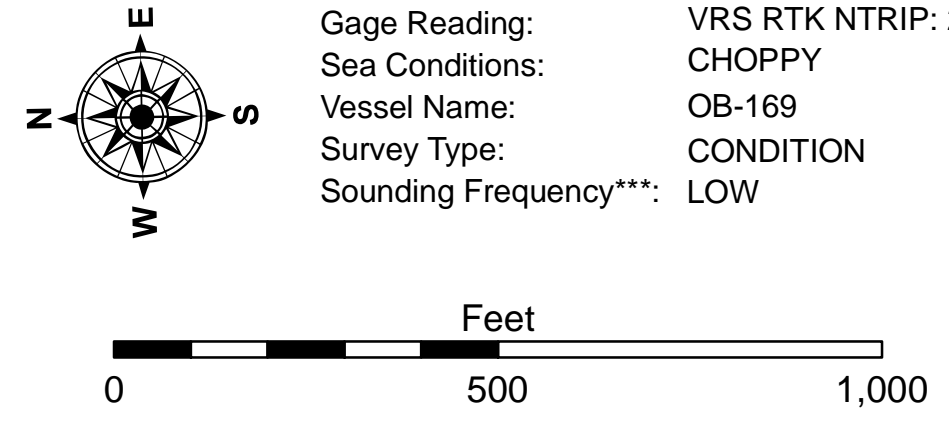 E
N
S
W
Gage Reading: VRS RTK NTRIP:
Sea Conditions: CHOPPY
Vessel Name: OB-169
Survey Type: CONDITION
Sounding Frequency***: LOW
Feet
0 500 1,000